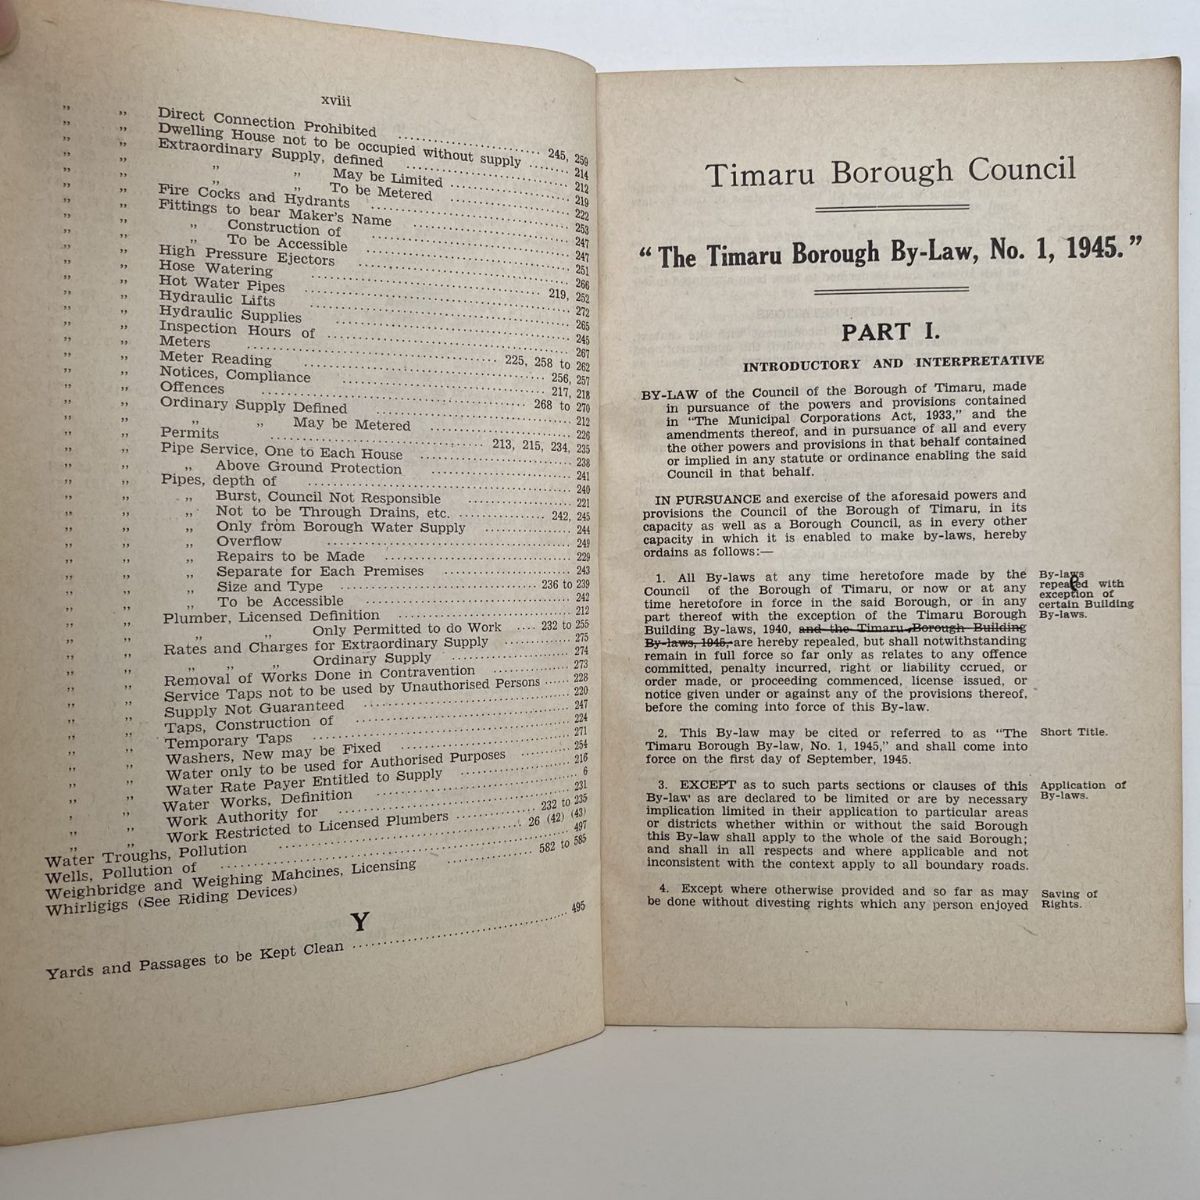 xviii
„ „ Direct Connection Prohibited 245, 259
„ „ Dwelling House not to be occupied without supply 214
„ „ Extraordinary Supply, defined 212
„ „ „ „ May be Limited 219
„ „ „ „ To be Metered 222
„ „ Fire Cocks and Hydrants 253
„ „ Fittings to bear Maker's Name 247
„ „ „ Construction of 247
„ „ „ To be Accessible 251
„ „ High Pressure Ejectors 266
„ „ Hose Watering 219, 252
„ „ Hot Water Pipes 272
„ „ Hydraulic Lifts 265
„ „ Hydraulic Supplies 245
„ „ Inspection Hours of 267
„ „ Meters 225, 258 to 262
„ „ Meter Reading 256, 257
„ „ Notices, Compliance 217, 218
„ „ Offences 268 to 270
„ „ Ordinary Supply Defined 212
„ „ „ „ May be Metered 226
„ „ Permits 213, 215, 234, 235
„ „ Pipe Service, One to Each House 238
„ „ „ Above Ground Protection 241
„ „ Pipes, depth of 240
„ „ „ Burst, Council Not Responsible 221
„ „ „ Not to be Through Drains, etc. 242, 245
„ „ „ Only from Borough Water Supply 244
„ „ „ Overflow 249
„ „ „ Repairs to be Made 229
„ „ „ Separate for Each Premises 243
„ „ „ Size and Type 236 to 239
„ „ „ To be Accessible 242
„ „ Plumber, Licensed Definition 212
„ „ „ „ Only Permitted to do Work 232 to 255
„ „ Rates and Charges for Extraordinary Supply 275
„ „ „ „ „ Ordinary Supply 274
„ „ Removal of Works Done in Contravention 273
„ „ Service Taps not to be used by Unauthorised Persons 228
„ „ Supply Not Guaranteed 220
„ „ Taps, Construction of 247
„ „ Temporary Taps 224
„ „ Washers, New may be Fixed 271
„ „ Water only to be used for Authorised Purposes 254
„ „ Water Rate Payer Entitled to Supply 216
„ „ Water Works, Definition 6
„ „ Work Authority for 231
„ „ Work Restricted to Licensed Plumbers 232 to 235
Water Troughs, Pollution 26 (42) (43)
Wells, Pollution of 497
Weighbridge and Weighing Mahcines, Licensing 582 to 585
Whirligigs (See Riding Devices)
Y
Yards and Passages to be Kept Clean 495
Timaru Borough Council
"The Timaru Borough By-Law, No. 1, 1945."
PART I.
INTRODUCTORY AND INTERPRETATIVE
BY-LAW of the Council of the Borough of Timaru, made
in pursuance of the powers and provisions contained
in "The Municipal Corporations Act, 1933," and the
amendments thereof, and in pursuance of all and every
the other powers and provisions in that behalf contained
or implied in any statute or ordinance enabling the said
Council in that behalf.
IN PURSUANCE and exercise of the aforesaid powers and
provisions the Council of the Borough of Timaru, in its
capacity as well as a Borough Council, as in every other
capacity in which it is enabled to make by-laws, hereby
ordains as follows:—
1. All By-laws at any time heretofore made by the
Council of the Borough of Timaru, or now or at any
time heretofore in force in the said Borough, or in any
part thereof with the exception of the Timaru Borough
Building By-laws, 1940, and the Timaru Borough Building
By-laws, 1945, are hereby repealed, but shall notwithstanding
remain in full force so far only as relates to any offence
committed, penalty incurred, right or liability ccrued, or
order made, or proceeding commenced, license issued, or
notice given under or against any of the provisions thereof,
before the coming into force of this By-law.
By-laws
repealed with
exception of
certain Building
By-laws.
2. This By-law may be cited or referred to as "The
Timaru Borough By-law, No. 1, 1945," and shall come into
force on the first day of September, 1945.
Short Title.
3. EXCEPT as to such parts sections or clauses of this
By-law as are declared to be limited or are by necessary
implication limited in their application to particular areas
or districts whether within or without the said Borough
this By-law shall apply to the whole of the said Borough;
and shall in all respects and where applicable and not
inconsistent with the context apply to all boundary roads.
Application of
By-laws.
4. Except where otherwise provided and so far as may
be done without divesting rights which any person enjoyed
Saving of
Rights.